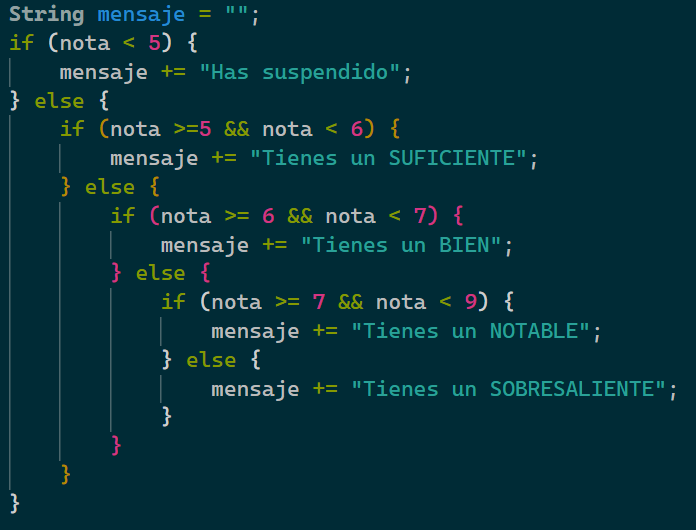 String mensaje = "";
if (nota < 5) {
    mensaje += "Has suspendido";
} else {
    if (nota >=5 && nota < 6) {
        mensaje += "Tienes un SUFICIENTE";
    } else {
        if (nota >= 6 && nota < 7) {
            mensaje += "Tienes un BIEN";
        } else {
            if (nota >= 7 && nota < 9) {
                mensaje += "Tienes un NOTABLE";
            } else {
                mensaje += "Tienes un SOBRESALIENTE";
            }
        }
    }
}